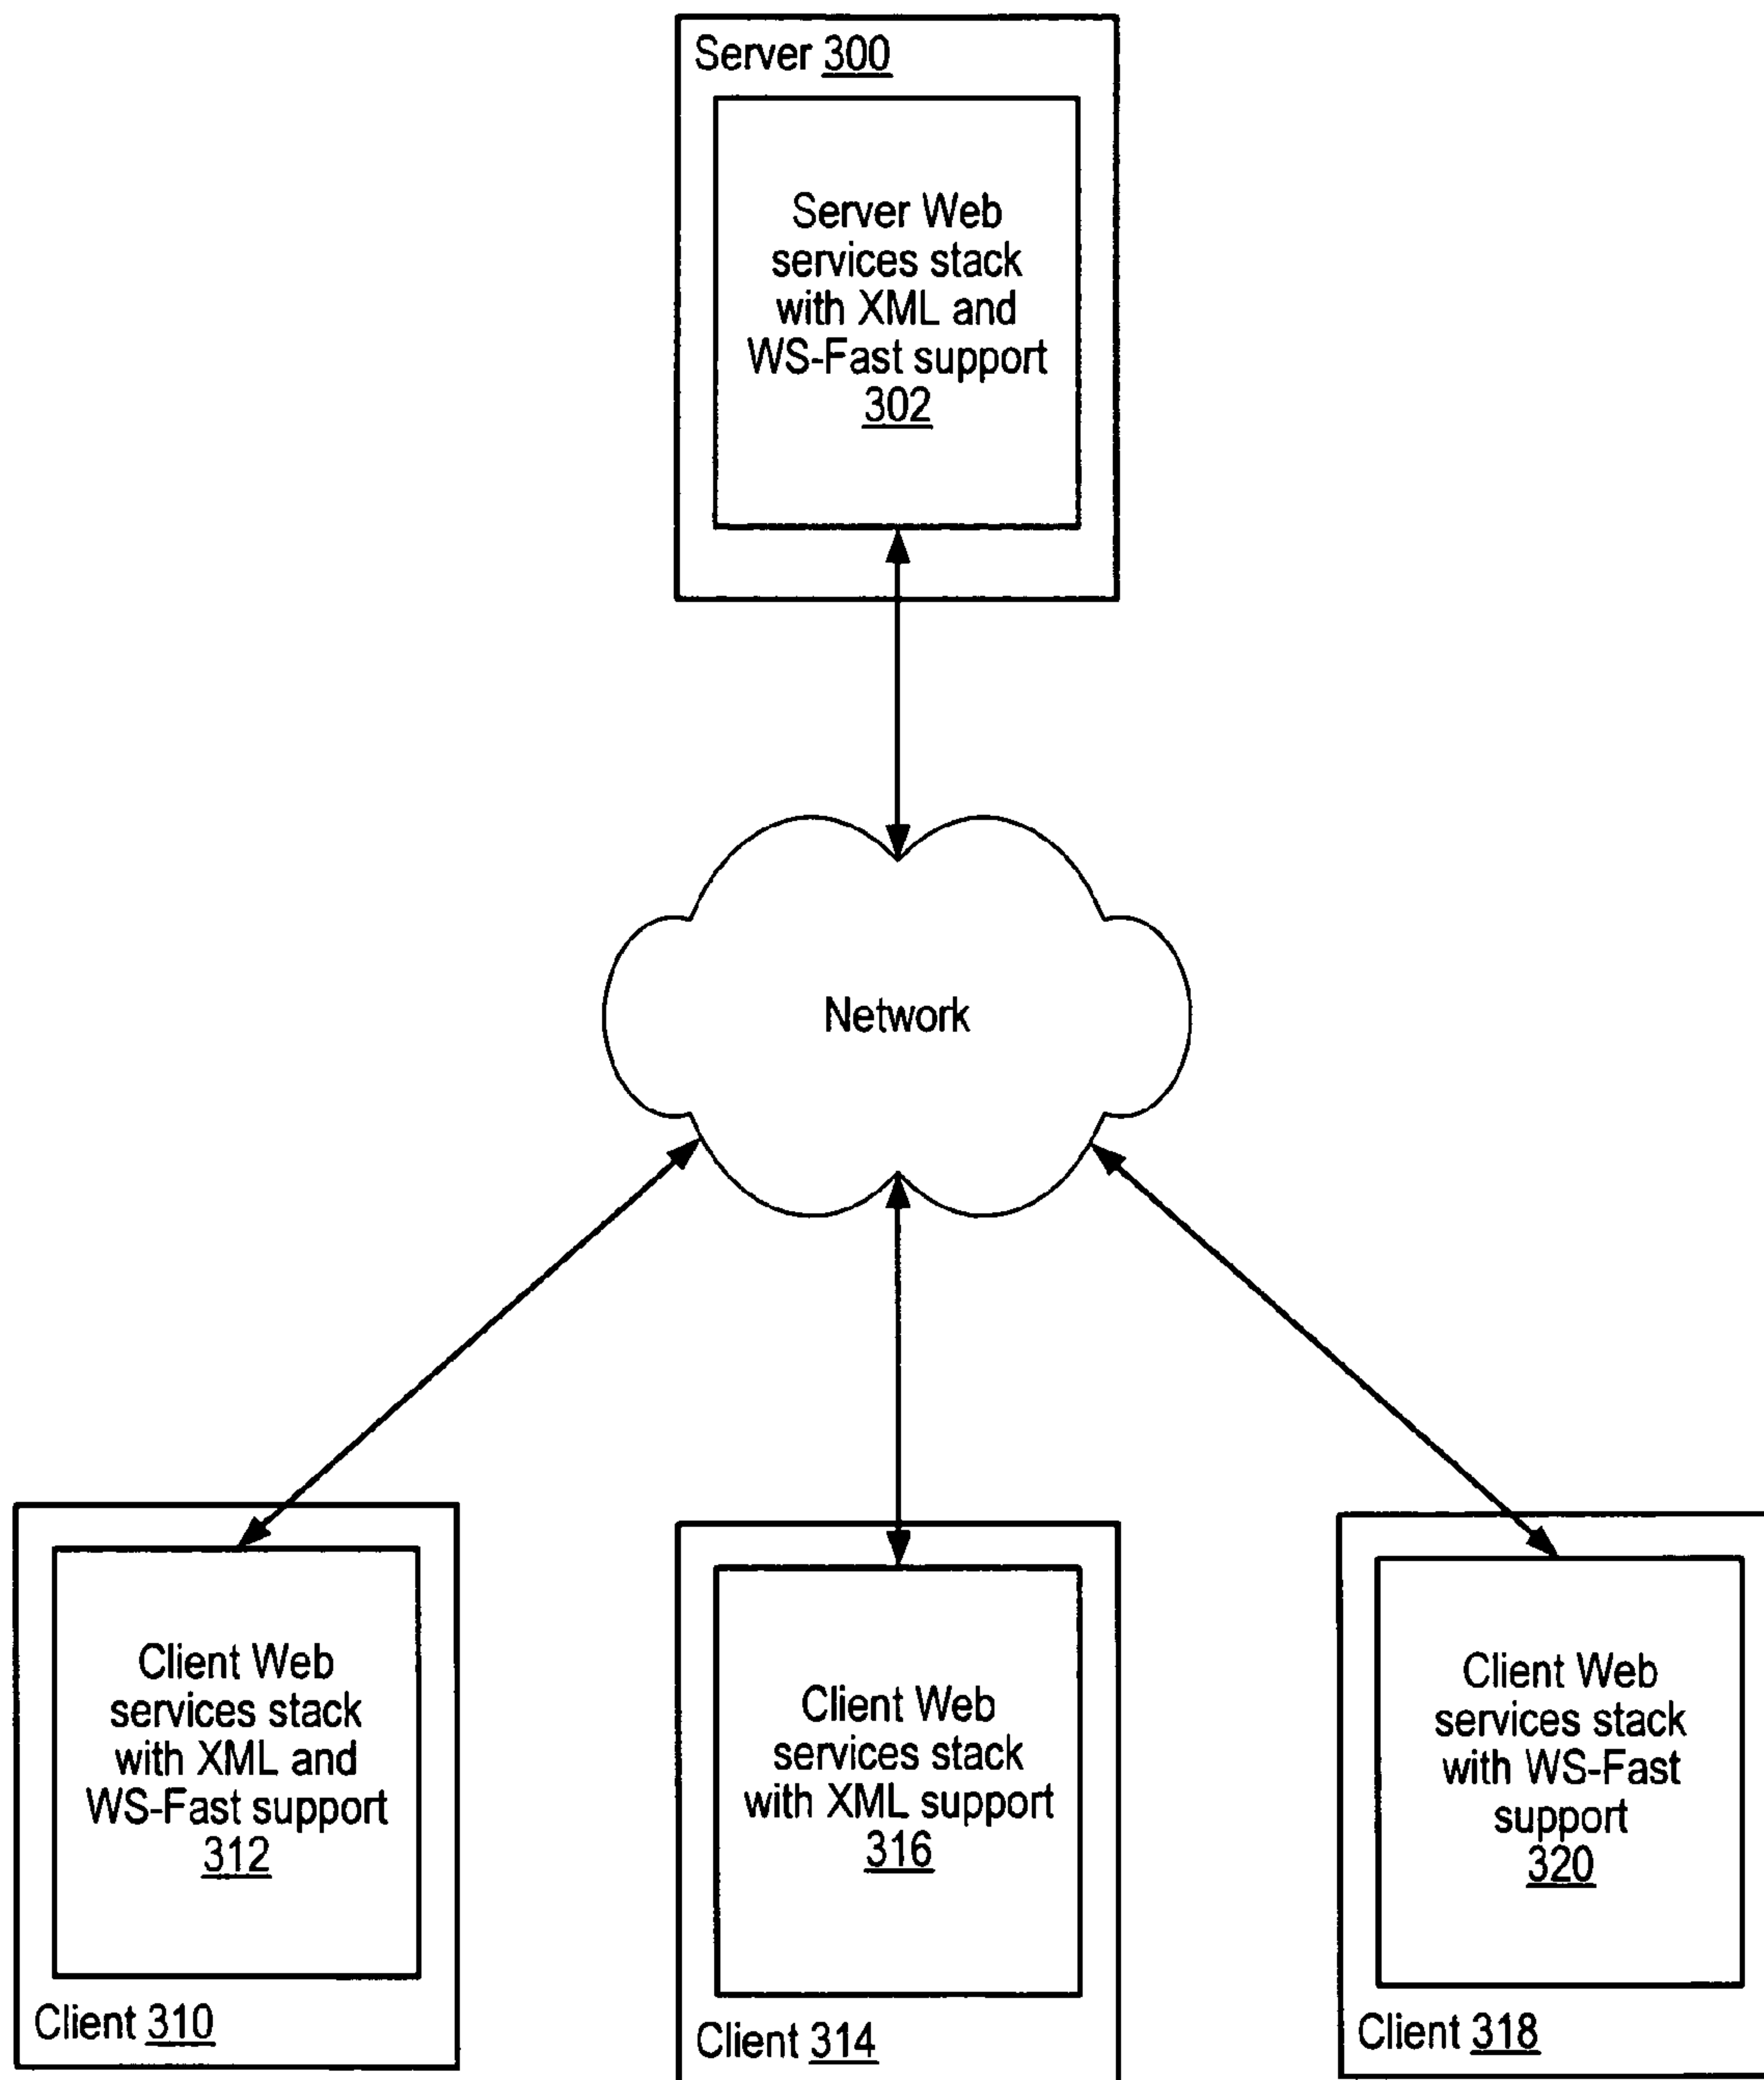 Server 300
Server Web
services stack
with XML and
WS-Fast support
302
Network
Client Web
services stack
with XML and
WS-Fast support
312
Client 310
Client Web
services stack
with XML support
316
Client 314
Client Web
services stack
with WS-Fast
support
320
Client 318